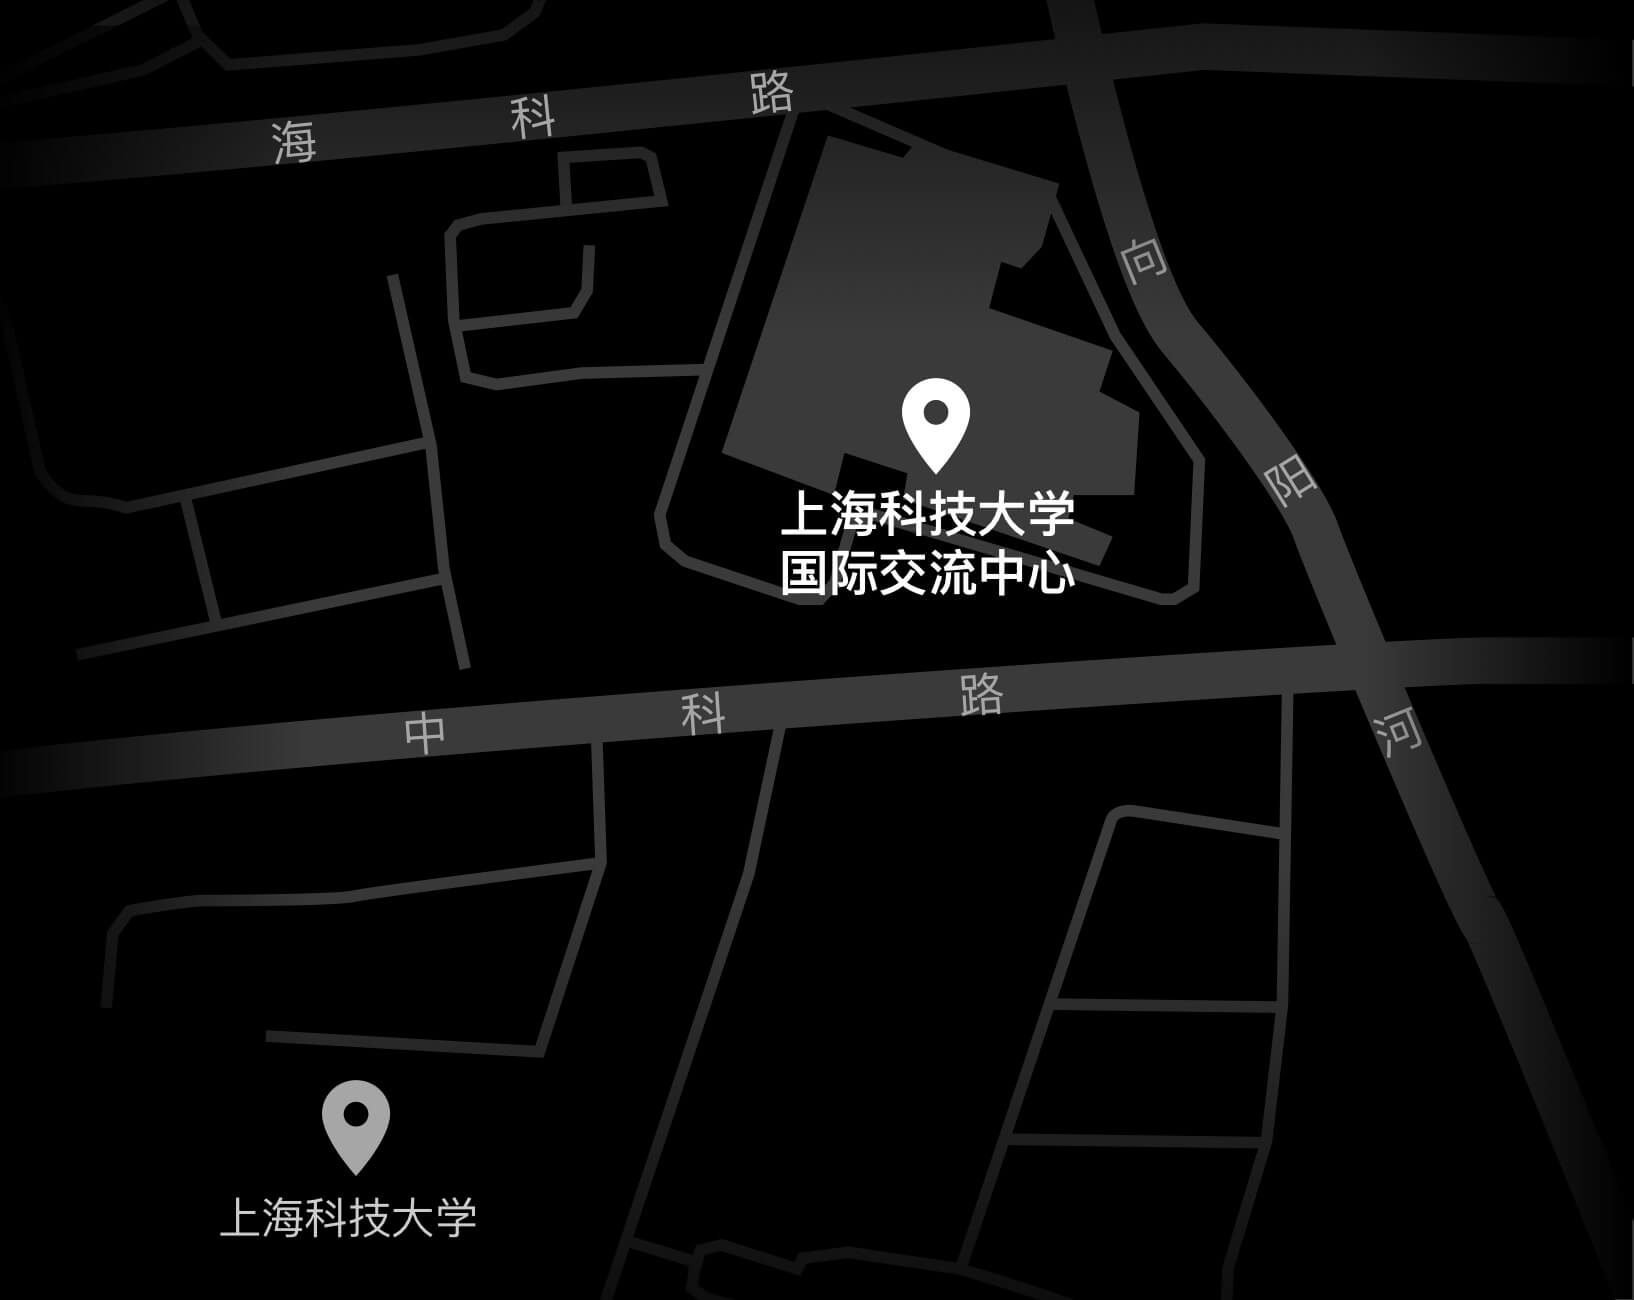 海科路
向阳河
上海科技大学
国际交流中心
中科路
上海科技大学